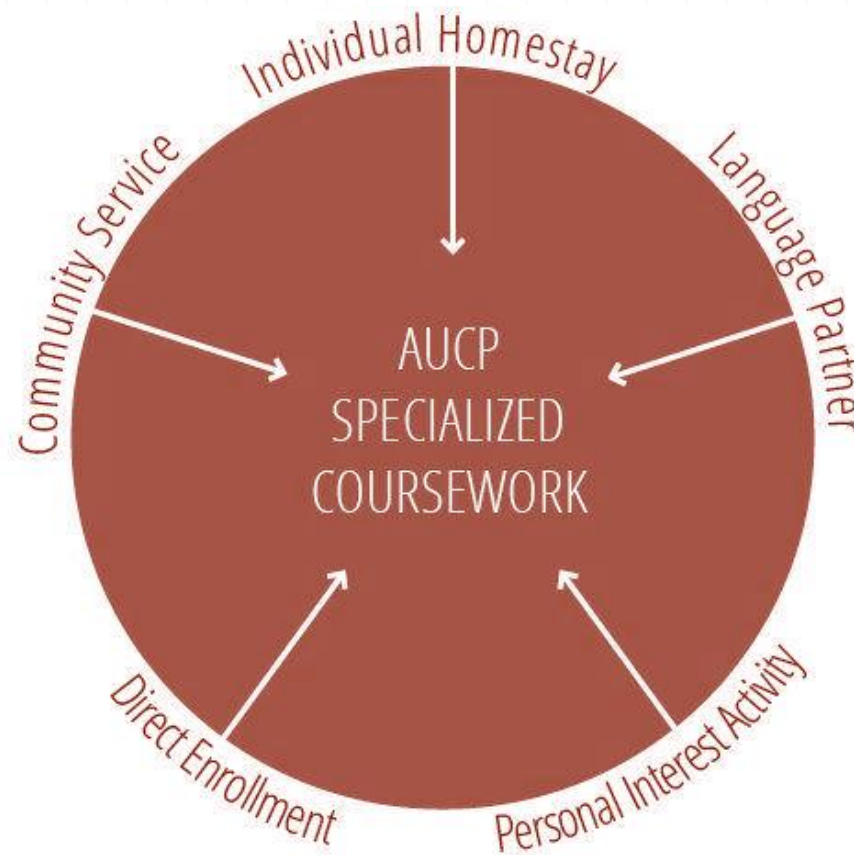 Individual Homestay
Language Partner
Community Service
AUCP
SPECIALIZED
COURSEWORK
Direct Enrollment
Personal Interest Activity